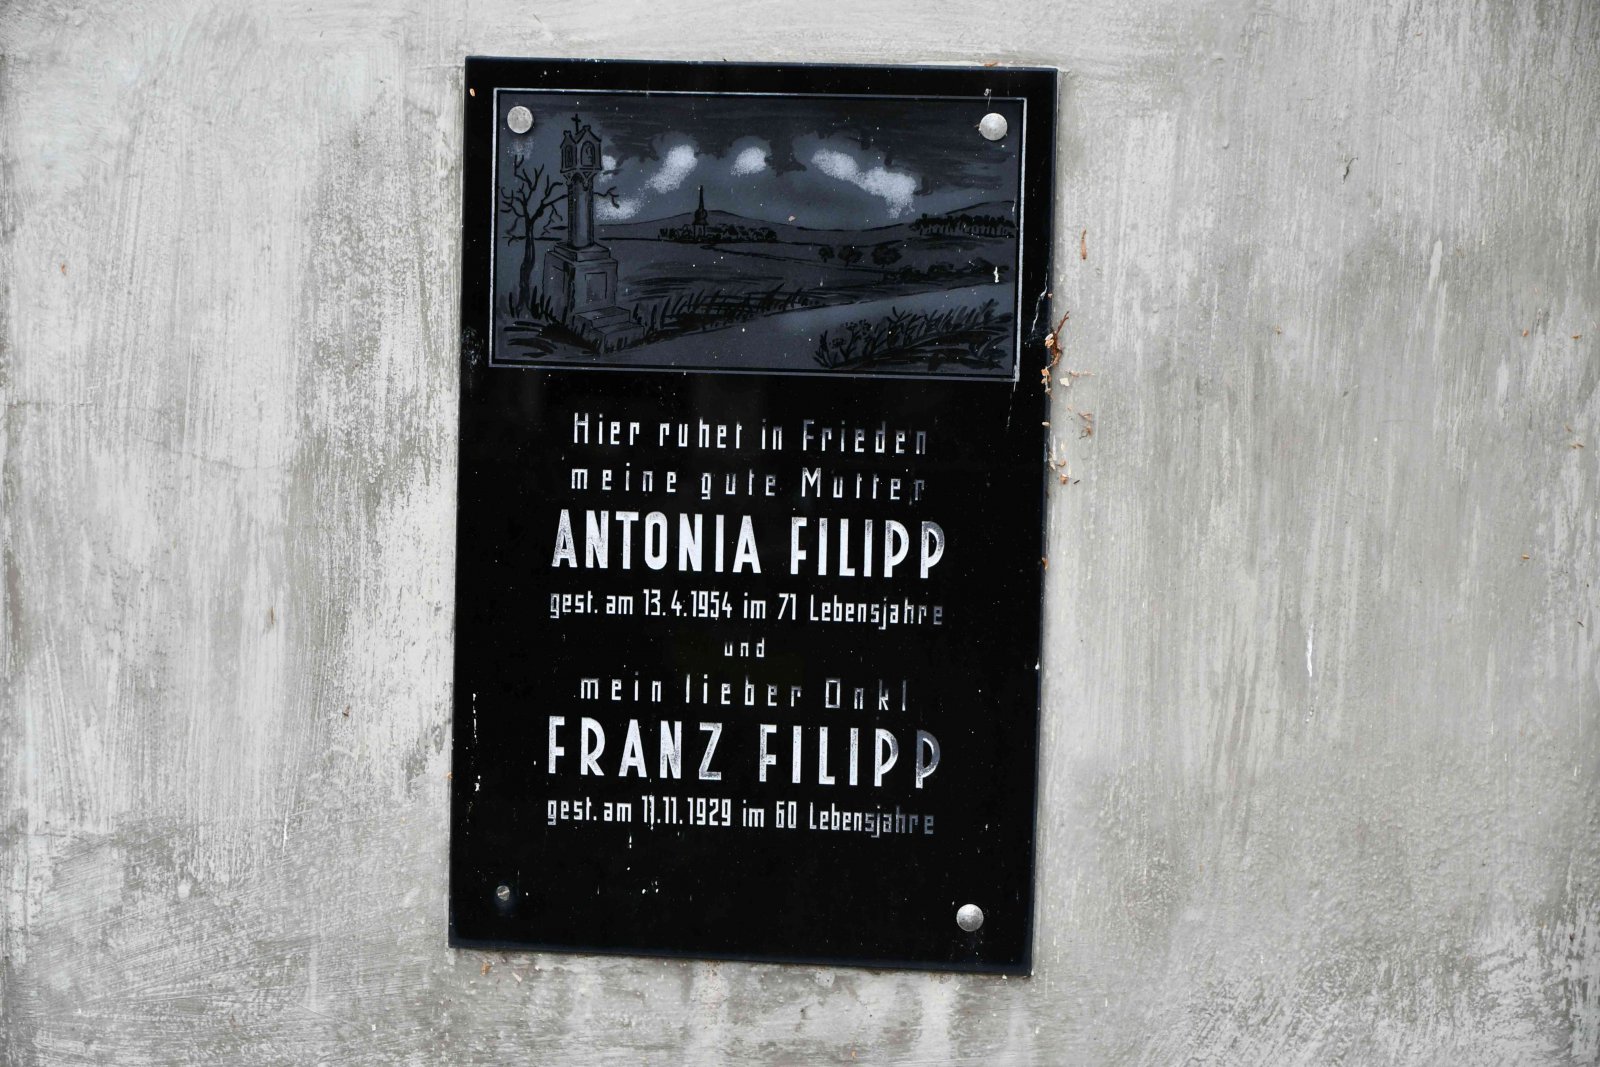 Hier ruhet in Frieden
meine gute Mutter
ANTONIA FILIPP
gest. am 13.4.1954 im 71 Lebensjahre
und
mein lieber Onkl
FRANZ FILIPP
gest. am 11.11.1929 im 60 Lebensjahre